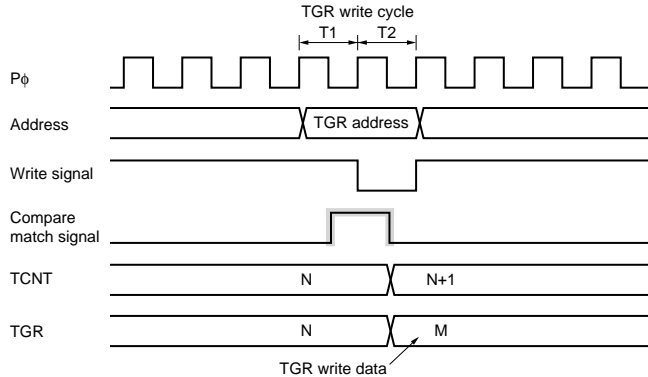 TGR write cycle
T1 T2
Pϕ
Address TGR address
Write signal
Compare
match signal
TCNT N N+1
TGR N M
TGR write data